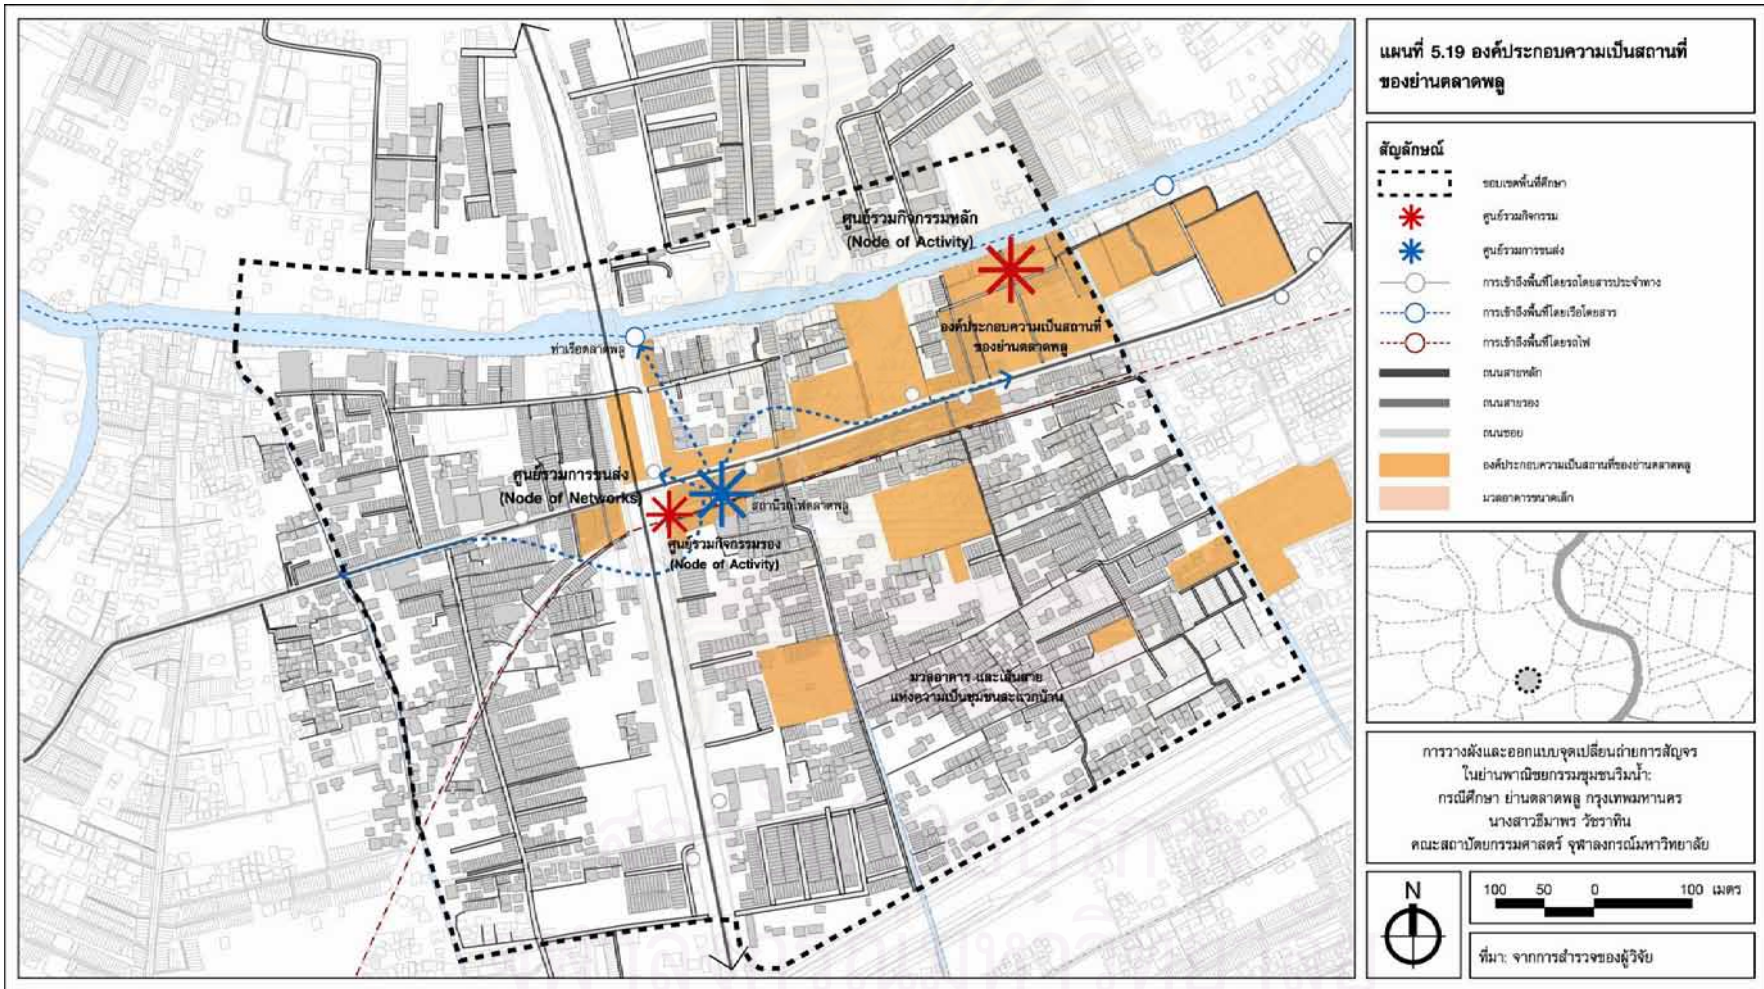 แผนที่ 5.19 องค์ประกอบความเป็นสถานที่
ของย่านตลาดพลู
สัญลักษณ์
ขอบเขตพื้นที่ศึกษา
ศูนย์รวมกิจกรรม
ศูนย์รวมการขนส่ง
การเข้าถึงพื้นที่โดยรถโดยสารประจำทาง
การเข้าถึงพื้นที่โดยเรือโดยสาร
การเข้าถึงพื้นที่โดยรถไฟ
ถนนสายหลัก
ถนนสายรอง
ถนนซอย
องค์ประกอบความเป็นสถานที่ของย่านตลาดพลู
มวลอาคารขนาดเล็ก
ศูนย์รวมกิจกรรมหลัก
(Node of Activity)
องค์ประกอบความเป็นสถานที่
ของย่านตลาดพลู
ท่าเรือตลาดพลู
ศูนย์รวมการขนส่ง
(Node of Networks)
สถานีรถไฟตลาดพลู
ศูนย์รวมกิจกรรมรอง
(Node of Activity)
มวลอาคาร และเส้นสาย
แห่งความเป็นชุมชนละแวกบ้าน
การวางผังและออกแบบจุดเปลี่ยนถ่ายการสัญจร
ในย่านพาณิชยกรรมชุมชนริมน้ำ:
กรณีศึกษา ย่านตลาดพลู กรุงเทพมหานคร
นางสาวธีมาพร วัชราทิน
คณะสถาปัตยกรรมศาสตร์ จุฬาลงกรณ์มหาวิทยาลัย
N
100 50 0 100 เมตร
ที่มา: จากการสำรวจของผู้วิจัย